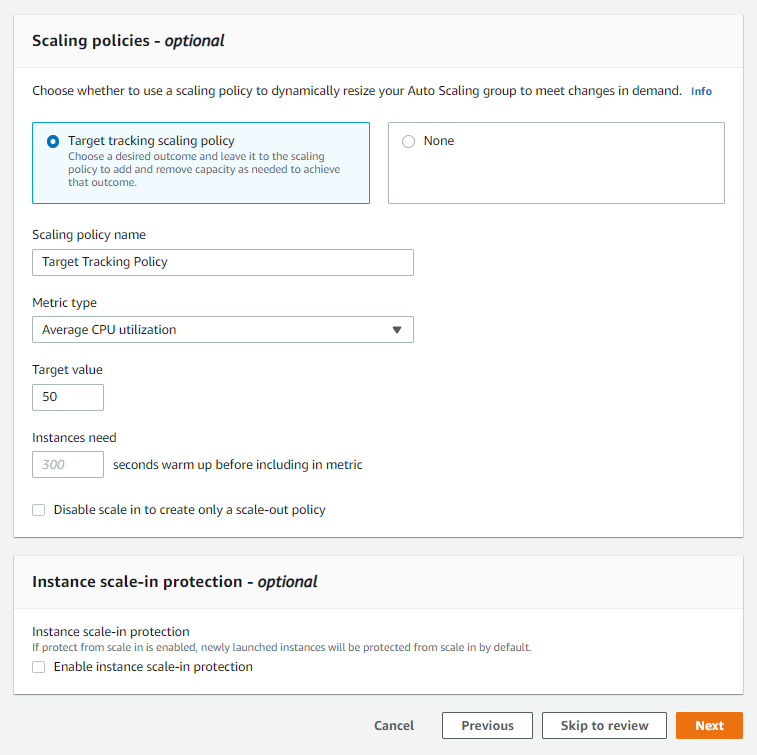 Scaling policies - optional
Choose whether to use a scaling policy to dynamically resize your Auto Scaling group to meet changes in demand. Info
Target tracking scaling policy
Choose a desired outcome and leave it to the scaling
policy to add and remove capacity as needed to achieve
that outcome.
None
Scaling policy name
Target Tracking Policy
Metric type
Average CPU utilization
Target value
50
Instances need
300 seconds warm up before including in metric
Disable scale in to create only a scale-out policy
Instance scale-in protection - optional
Instance scale-in protection
If protect from scale in is enabled, newly launched instances will be protected from scale in by default.
Enable instance scale-in protection
Cancel Previous Skip to review Next